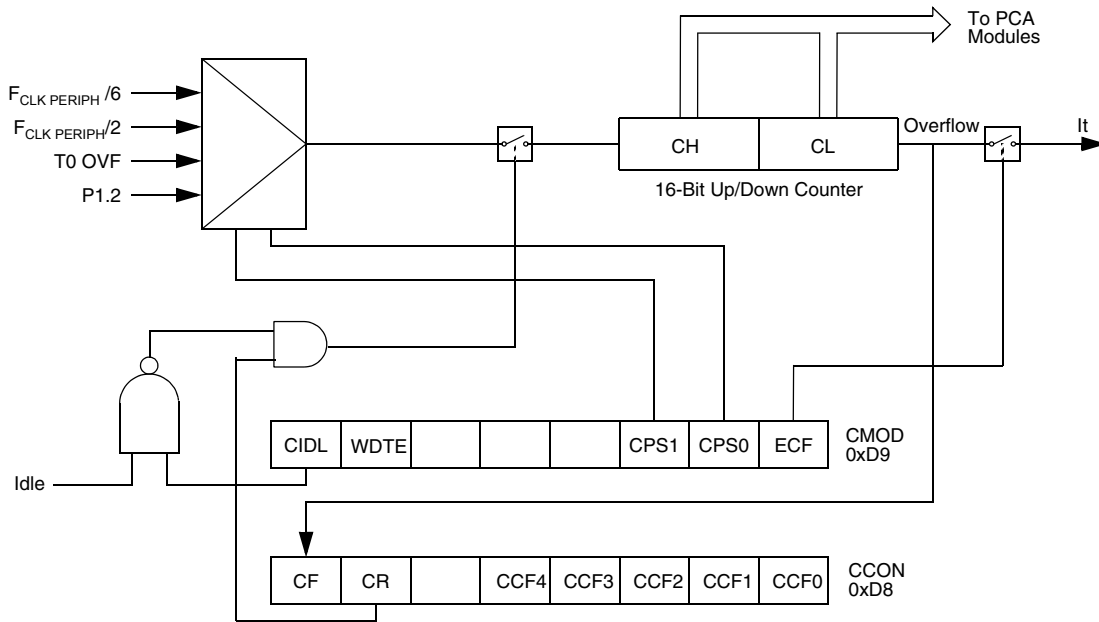 To PCA
Modules
FCLK PERIPH /6
FCLK PERIPH/2
T0 OVF
P1.2
CH
CL
Overflow
It
16-Bit Up/Down Counter
CIDL
WDTE
CPS1
CPS0
ECF
CMOD
0xD9
Idle
CF
CR
CCF4
CCF3
CCF2
CCF1
CCF0
CCON
0xD8